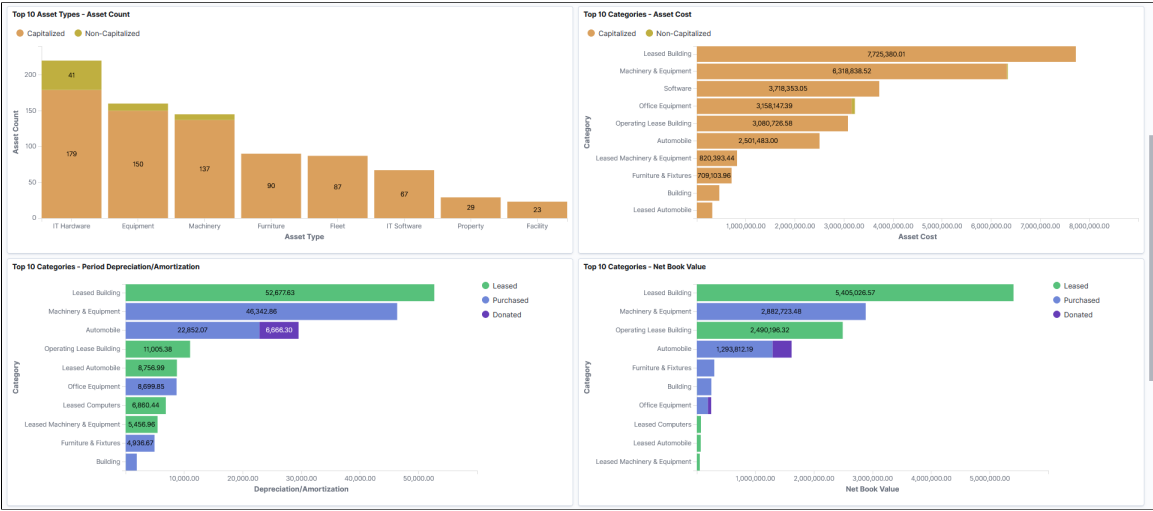 Top 10 Asset Types - Asset Count
Capitalized Non-Capitalized
Asset Count
200
150
100
50
0
41
179
150
137
90
87
67
29
23
IT Hardware Equipment Machinery Furniture Fleet IT Software Property Facility
Asset Type
Top 10 Categories - Asset Cost
Capitalized Non-Capitalized
Category
Leased Building 7,725,380.01
Machinery & Equipment 6,318,838.52
Software 3,718,353.05
Office Equipment 3,158,147.39
Operating Lease Building 3,080,726.58
Automobile 2,501,483.00
Leased Machinery & Equipment 820,393.44
Furniture & Fixtures 709,103.96
Building
Leased Automobile
1,000,000.00 2,000,000.00 3,000,000.00 4,000,000.00 5,000,000.00 6,000,000.00 7,000,000.00 8,000,000.00
Asset Cost
Top 10 Categories - Period Depreciation/Amortization
Leased
Purchased
Donated
Category
Leased Building 52,677.63
Machinery & Equipment 46,342.86
Automobile 22,852.07 6,666.30
Operating Lease Building 11,005.38
Leased Automobile 8,756.99
Office Equipment 8,699.85
Leased Computers 6,860.44
Leased Machinery & Equipment 5,456.96
Furniture & Fixtures 4,936.67
Building
10,000.00 20,000.00 30,000.00 40,000.00 50,000.00
Depreciation/Amortization
Top 10 Categories - Net Book Value
Leased
Purchased
Donated
Category
Leased Building 5,405,026.57
Machinery & Equipment 2,882,723.48
Operating Lease Building 2,490,196.32
Automobile 1,293,812.19
Furniture & Fixtures
Building
Office Equipment
Leased Computers
Leased Automobile
Leased Machinery & Equipment
1,000,000.00 2,000,000.00 3,000,000.00 4,000,000.00 5,000,000.00
Net Book Value